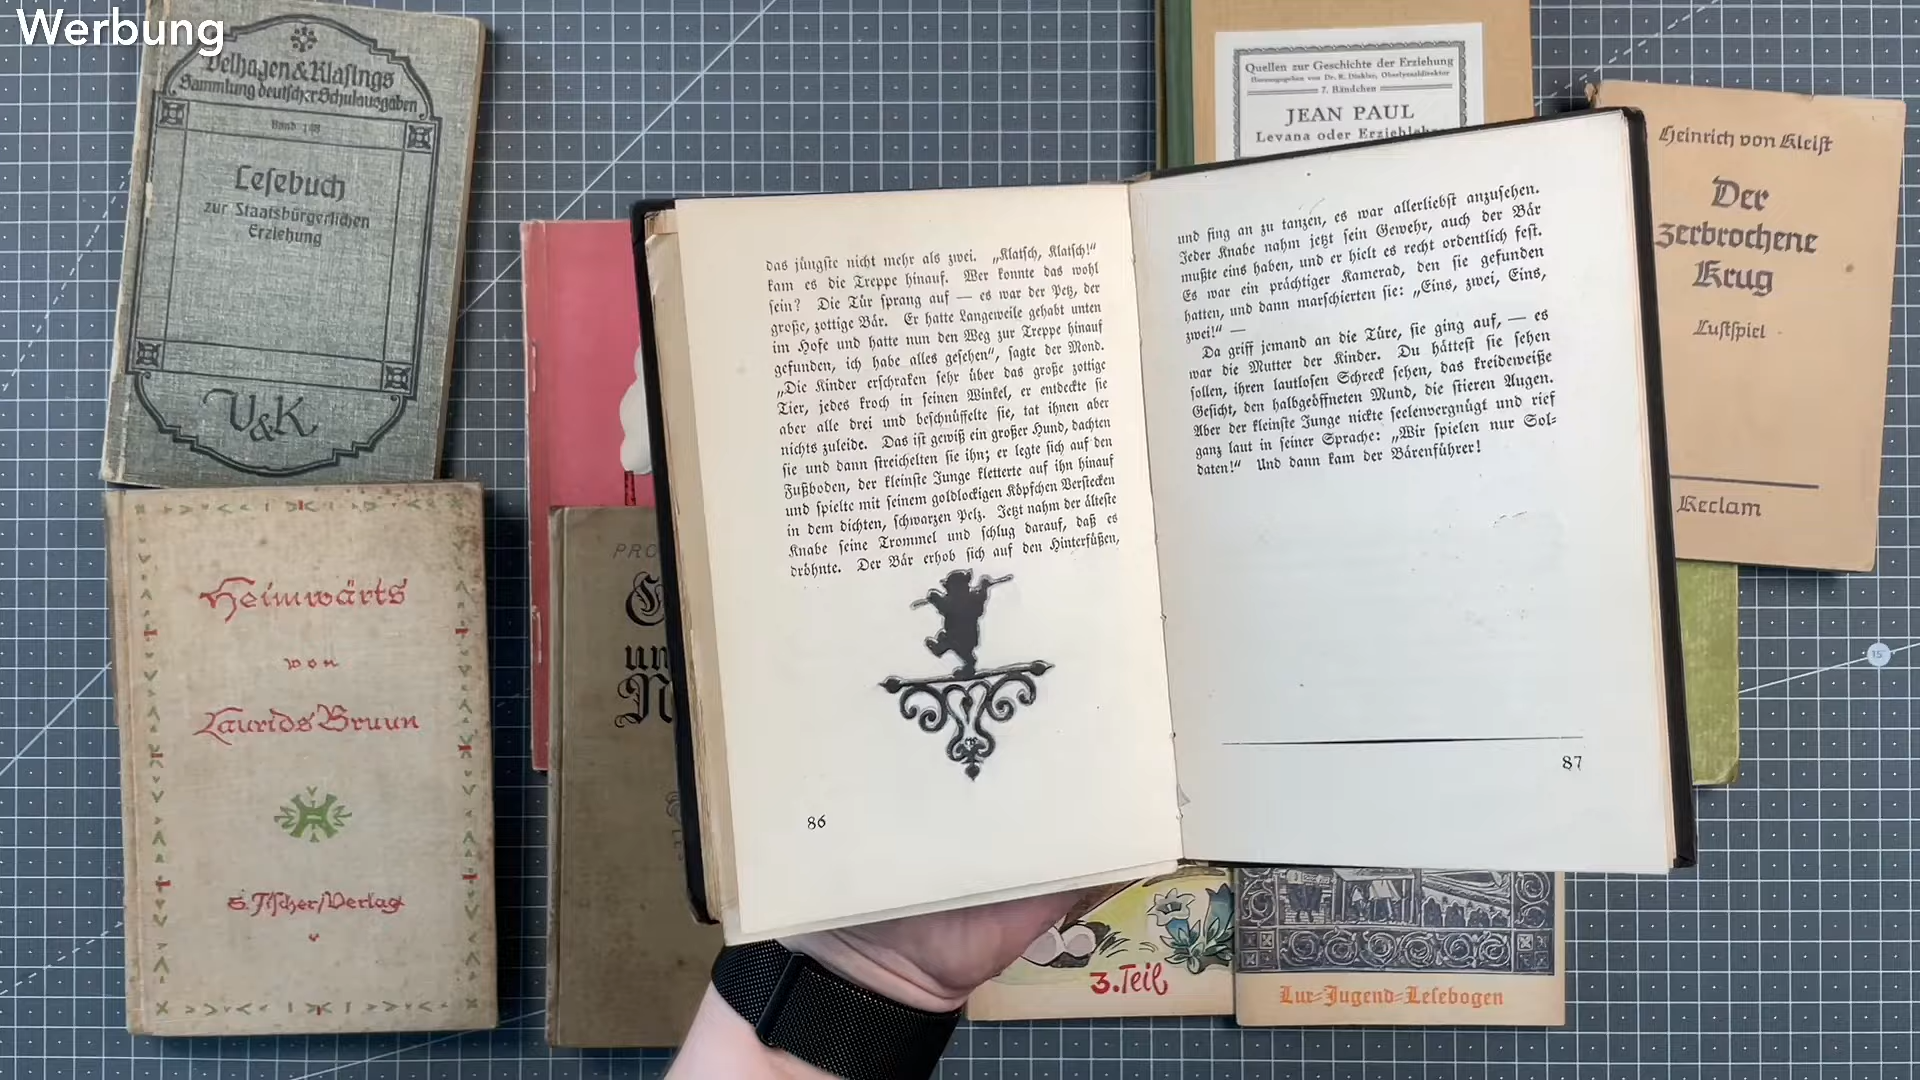 Werbung
Velhagen & Klasings
Sammlung deutscher Schulausgaben
Band 148
Lesebuch
zur Staatsbürgerlichen
Erziehung
V&K
Heimwärts
von
Laurids Bruun
S. Fischer/Verlag
PRO
un
das jüngste nicht mehr als zwei. „Klatsch, Klatsch!“
kam es die Treppe hinauf. Wer konnte das wohl
sein? Die Tür sprang auf — es war der Petz, der
große, zottige Bär. Er hatte Langeweile gehabt unten
im Hofe und hatte nun den Weg zur Treppe hinauf
gefunden, ich habe alles gesehen“, sagte der Mond.
„Die Kinder erschraken sehr über das große zottige
Tier, jedes kroch in seinen Winkel, er entdeckte sie
aber alle drei und beschnüffelte sie, tat ihnen aber
nichts zuleide. Das ist gewiß ein großer Hund, dachten
sie und dann streichelten sie ihn; er legte sich auf den
Fußboden, der kleinste Junge kletterte auf ihn hinauf
und spielte mit seinem goldlockigen Köpfchen Verstecken
in dem dichten, schwarzen Pelz. Jetzt nahm der älteste
Knabe seine Trommel und schlug darauf, daß es
dröhnte. Der Bär erhob sich auf den Hinterfüßen,
86
und fing an zu tanzen, es war allerliebst anzusehen.
Jeder Knabe nahm jetzt sein Gewehr, auch der Bär
mußte eins haben, und er hielt es recht ordentlich fest.
Es war ein prächtiger Kamerad, den sie gefunden
hatten, und dann marschierten sie: „Eins, zwei, Eins,
zwei!“ —
Da griff jemand an die Türe, sie ging auf, — es
war die Mutter der Kinder. Du hättest sie sehen
sollen, ihren lautlosen Schreck sehen, das kreideweiße
Gesicht, den halbgeöffneten Mund, die stieren Augen.
Aber der kleinste Junge nickte seelenvergnügt und rief
ganz laut in seiner Sprache: „Wir spielen nur Sol-
daten!“ Und dann kam der Bärenführer!
87
Quellen zur Geschichte der Erziehung
Herausgegeben von Dr. K. Dinkler, Oberlyzealdirektor
7. Bändchen
JEAN PAUL
Levana oder
Heinrich von Kleist
Der
zerbrochene
Krug
Lustspiel
Reclam
15°
3. Teil
Lux-Jugend-Lesebogen